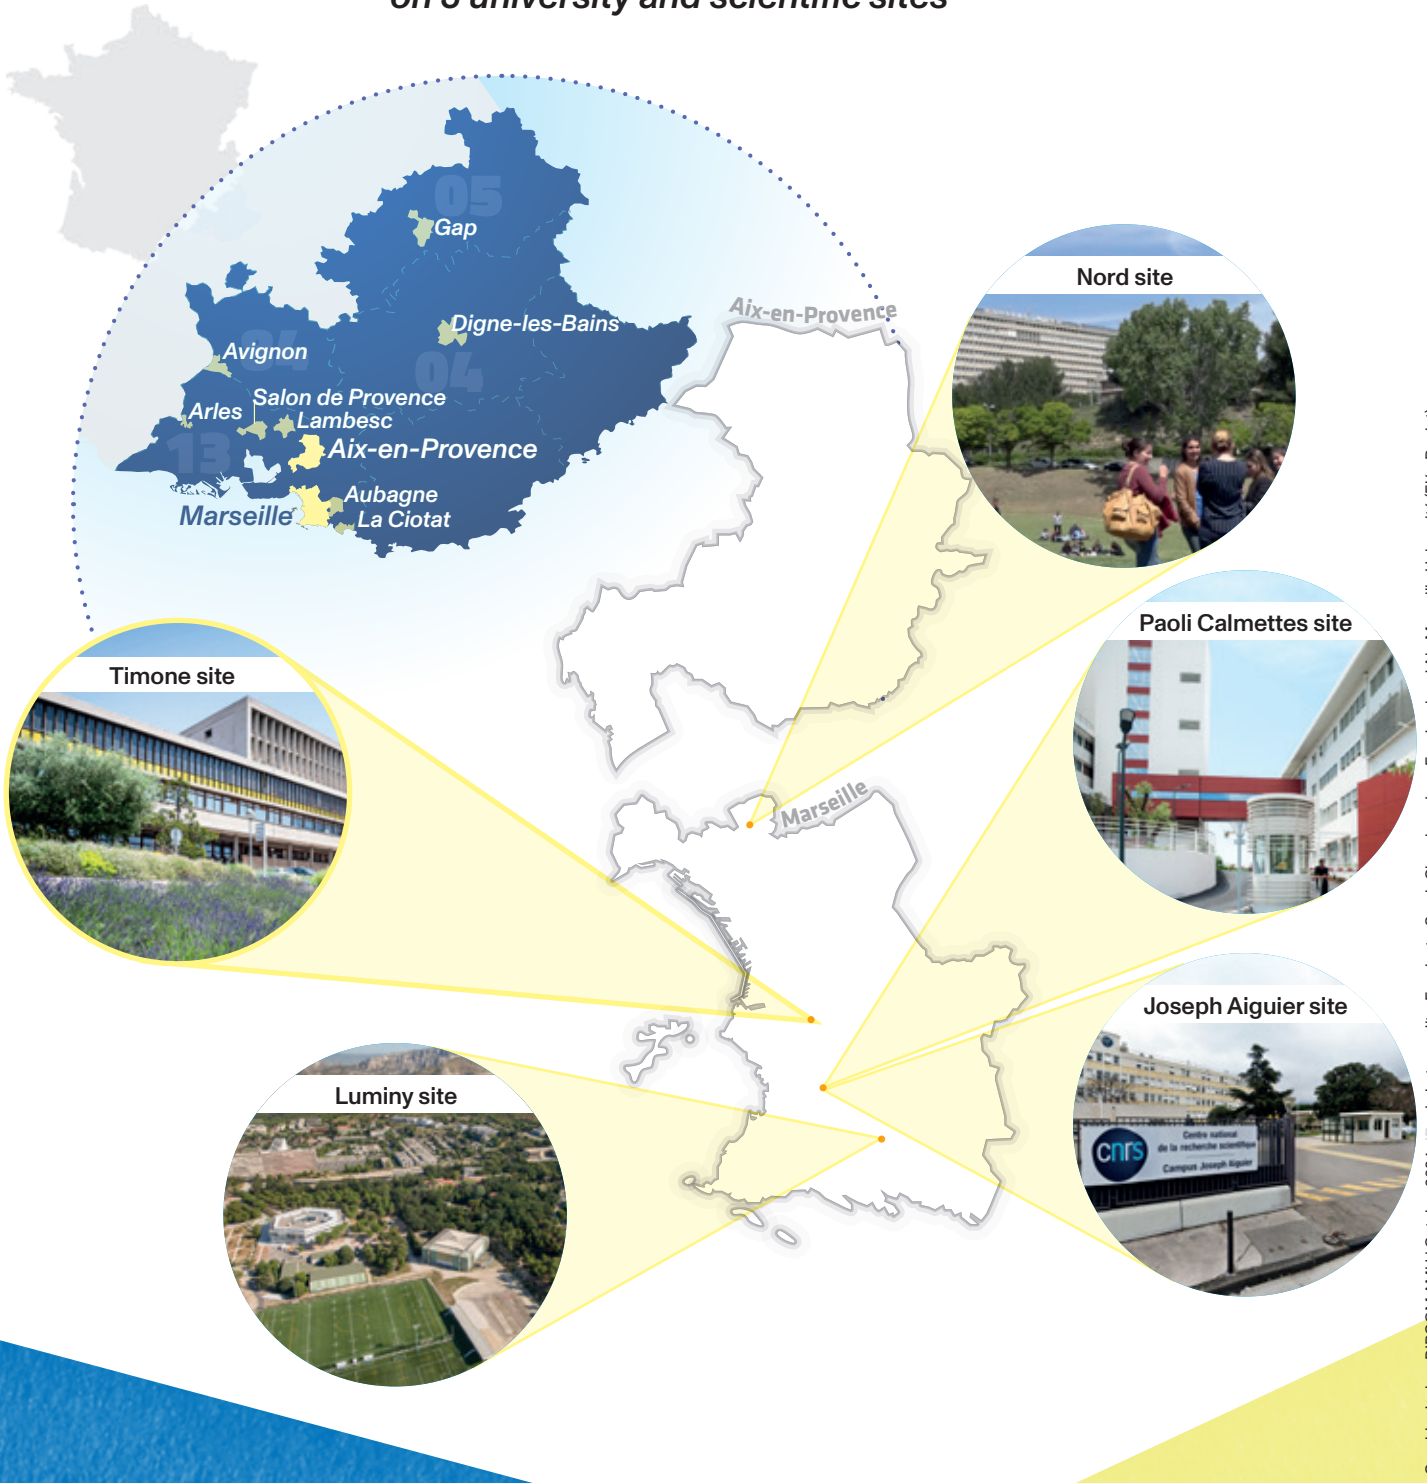 on 5 university and scientific sites
05
Gap
Digne-les-Bains
84
04
Avignon
Salon de Provence
Arles
Lambesc
13
Aix-en-Provence
Aubagne
Marseille
La Ciotat
Aix-en-Provence
Marseille
Nord site
Paoli Calmettes site
Timone site
Joseph Aiguier site
cnrs
Centre national
de la recherche scientifique
Campus Joseph Aiguier
Luminy site